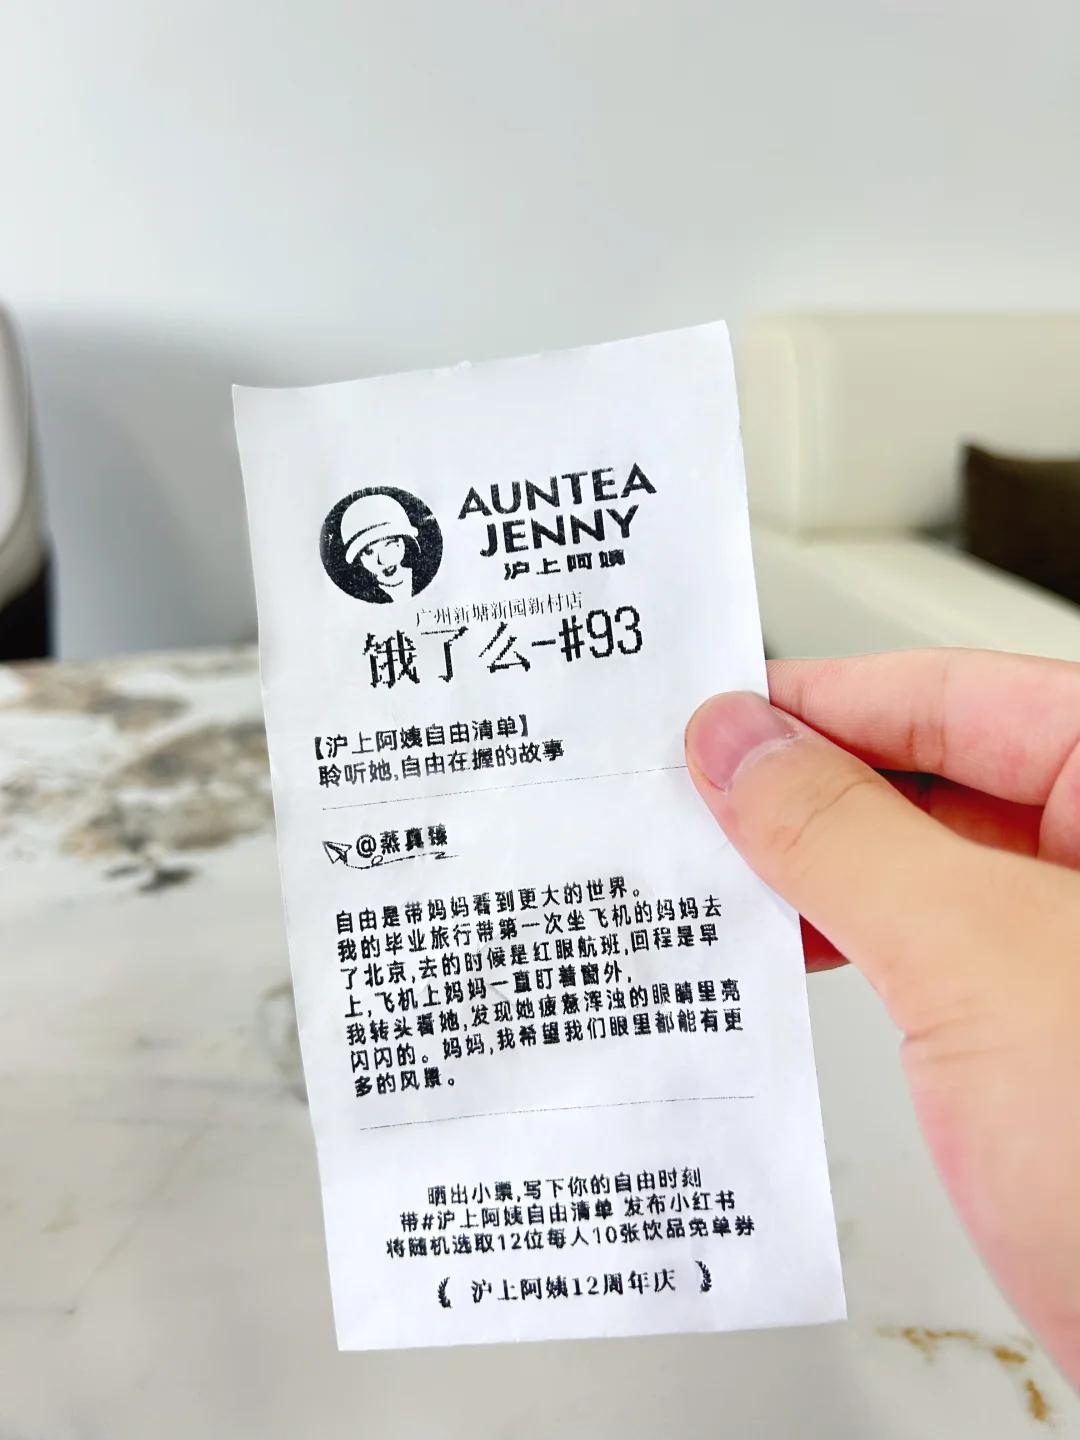 AUNTEA
JENNY
沪上阿姨
广州新塘新园新村店
饿了么-#93
【沪上阿姨自由清单】
聆听她,自由在握的故事
@燕真臻
自由是带妈妈看到更大的世界。
我的毕业旅行带第一次坐飞机的妈妈去
了北京,去的时候是红眼航班,回程是早
上,飞机上妈妈一直盯着窗外,
我转头看她,发现她疲惫浑浊的眼睛里亮
闪闪的。妈妈,我希望我们眼里都能有更
多的风景。
晒出小票,写下你的自由时刻
带#沪上阿姨自由清单 发布小红书
将随机选取12位每人10张饮品免单券
沪上阿姨12周年庆